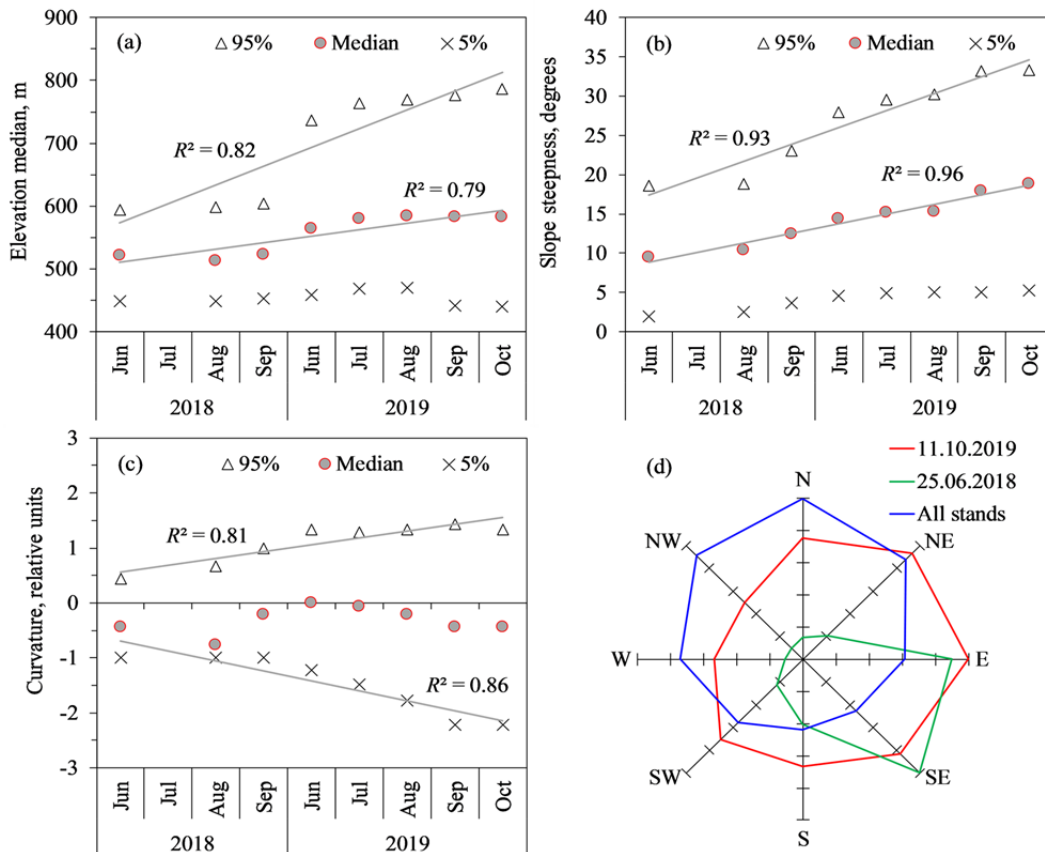 (a)
△ 95%
Median
× 5%
Elevation median, m
900
800
700
600
500
400
R² = 0.82
R² = 0.79
Jun
Jul
Aug
Sep
Jun
Jul
Aug
Sep
Oct
2018
2019
(b)
△ 95%
Median
× 5%
Slope steepness, degrees
40
35
30
25
20
15
10
5
0
R² = 0.93
R² = 0.96
Jun
Jul
Aug
Sep
Jun
Jul
Aug
Sep
Oct
2018
2019
(c)
△ 95%
Median
× 5%
Curvature, relative units
3
2
1
0
-1
-2
-3
R² = 0.81
R² = 0.86
Jun
Jul
Aug
Sep
Jun
Jul
Aug
Sep
Oct
2018
2019
(d)
11.10.2019
25.06.2018
All stands
N
NE
E
SE
S
SW
W
NW